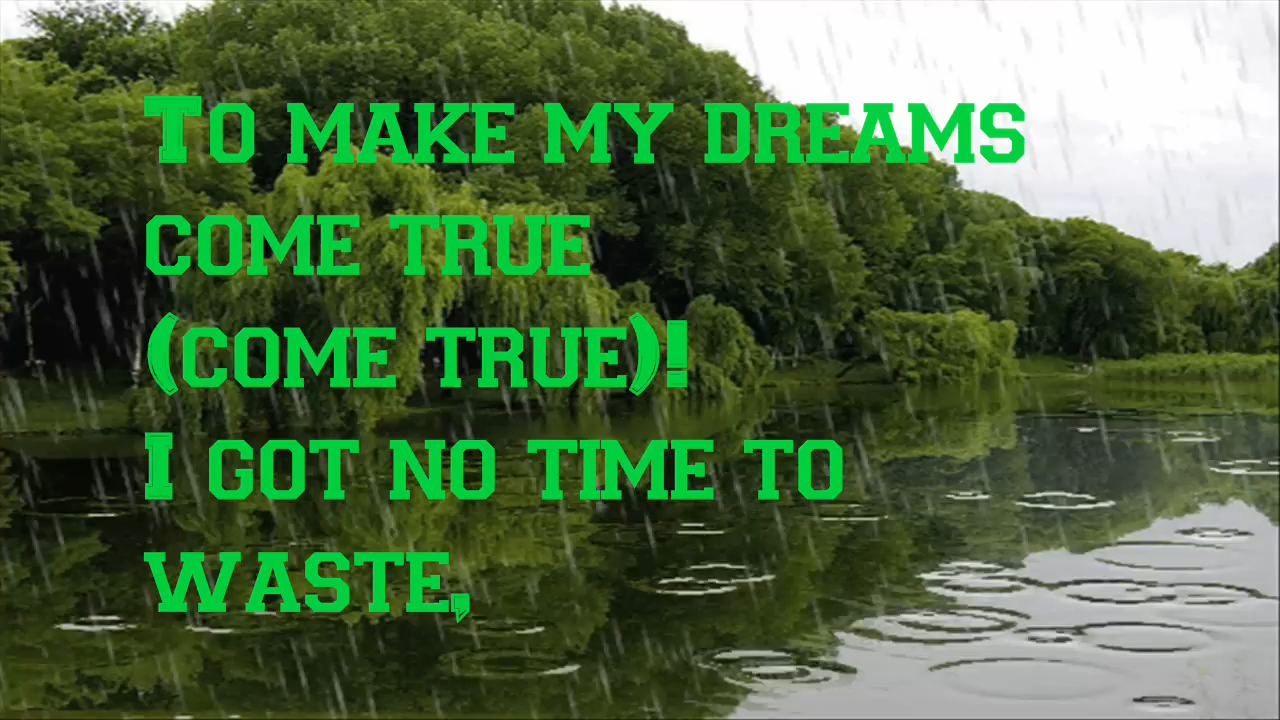 To make my dreams
come true
(come true)!
I got no time to
waste,